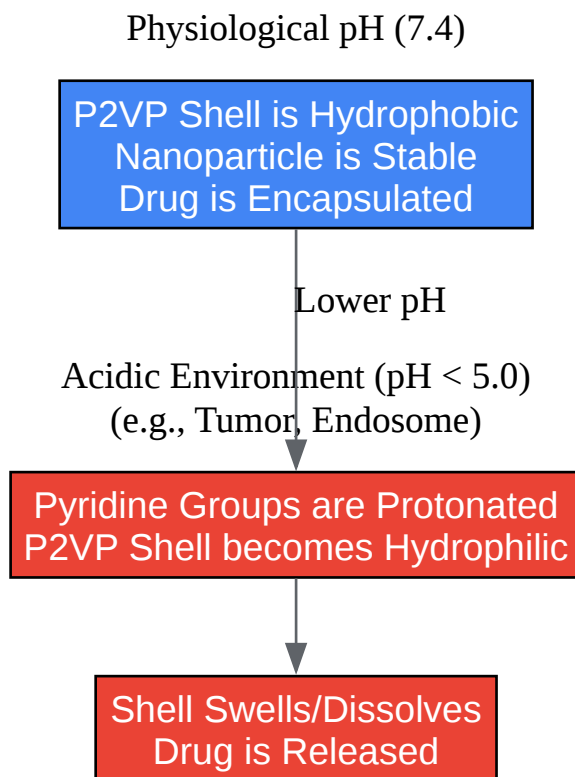 Physiological pH (7.4)
P2VP Shell is Hydrophobic
Nanoparticle is Stable
Drug is Encapsulated
Lower pH
Acidic Environment (pH < 5.0)
(e.g., Tumor, Endosome)
Pyridine Groups are Protonated
P2VP Shell becomes Hydrophilic
Shell Swells/Dissolves
Drug is Released